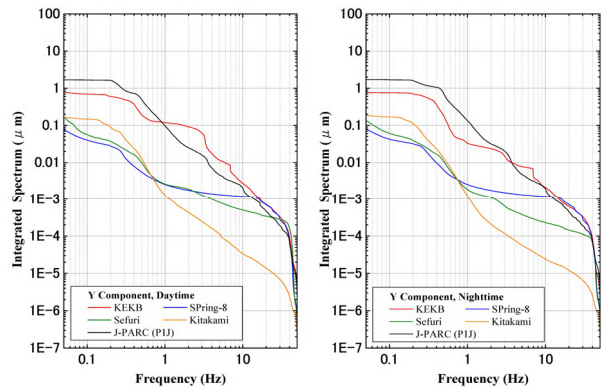 100
10
1
0.1
0.01
1E-3
1E-4
1E-5
1E-6
1E-7
Integrated Spectrum ( μ m )
Y Component, Daytime
KEKB
SPring-8
Sefuri
Kitakami
J-PARC (P1J)
0.1
1
10
Frequency (Hz)
100
10
1
0.1
0.01
1E-3
1E-4
1E-5
1E-6
1E-7
Integrated Spectrum ( μ m )
Y Component, Nighttime
KEKB
SPring-8
Sefuri
Kitakami
J-PARC (P1J)
0.1
1
10
Frequency (Hz)